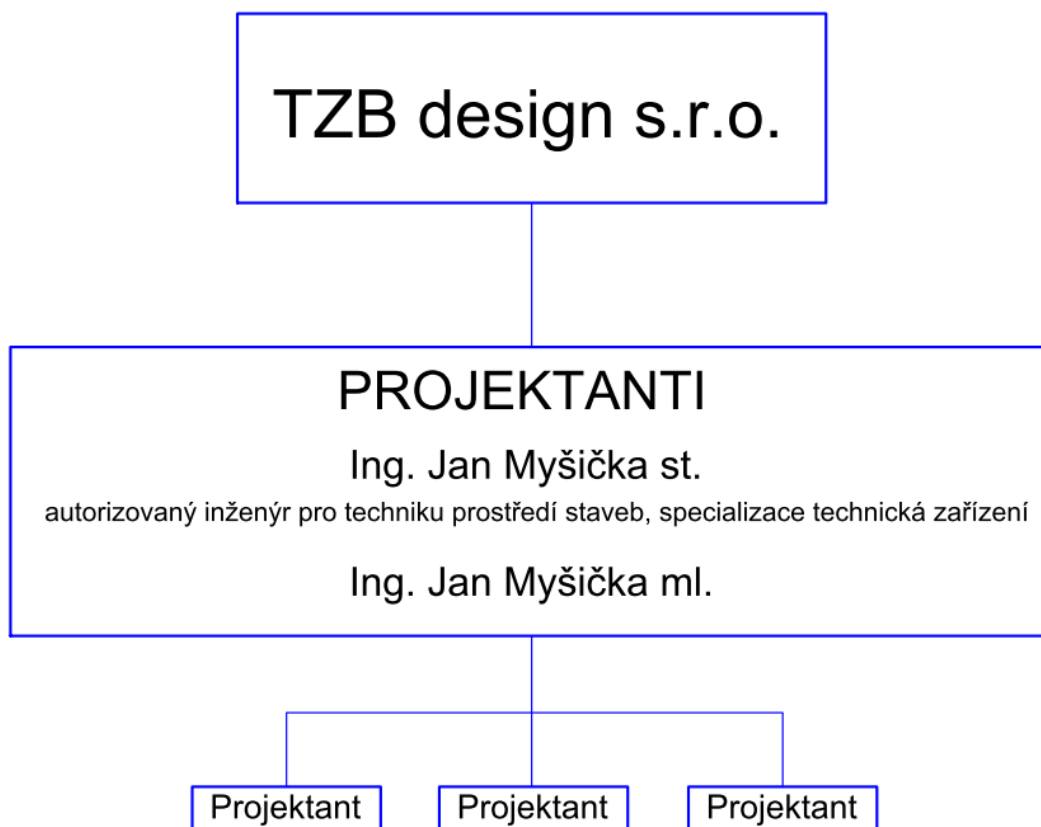 TZB design s.r.o.
PROJEKTANTI
Ing. Jan Myšička st.
autorizovaný inženýr pro techniku prostředí staveb, specializace technická zařízení
Ing. Jan Myšička ml.
Projektant Projektant Projektant